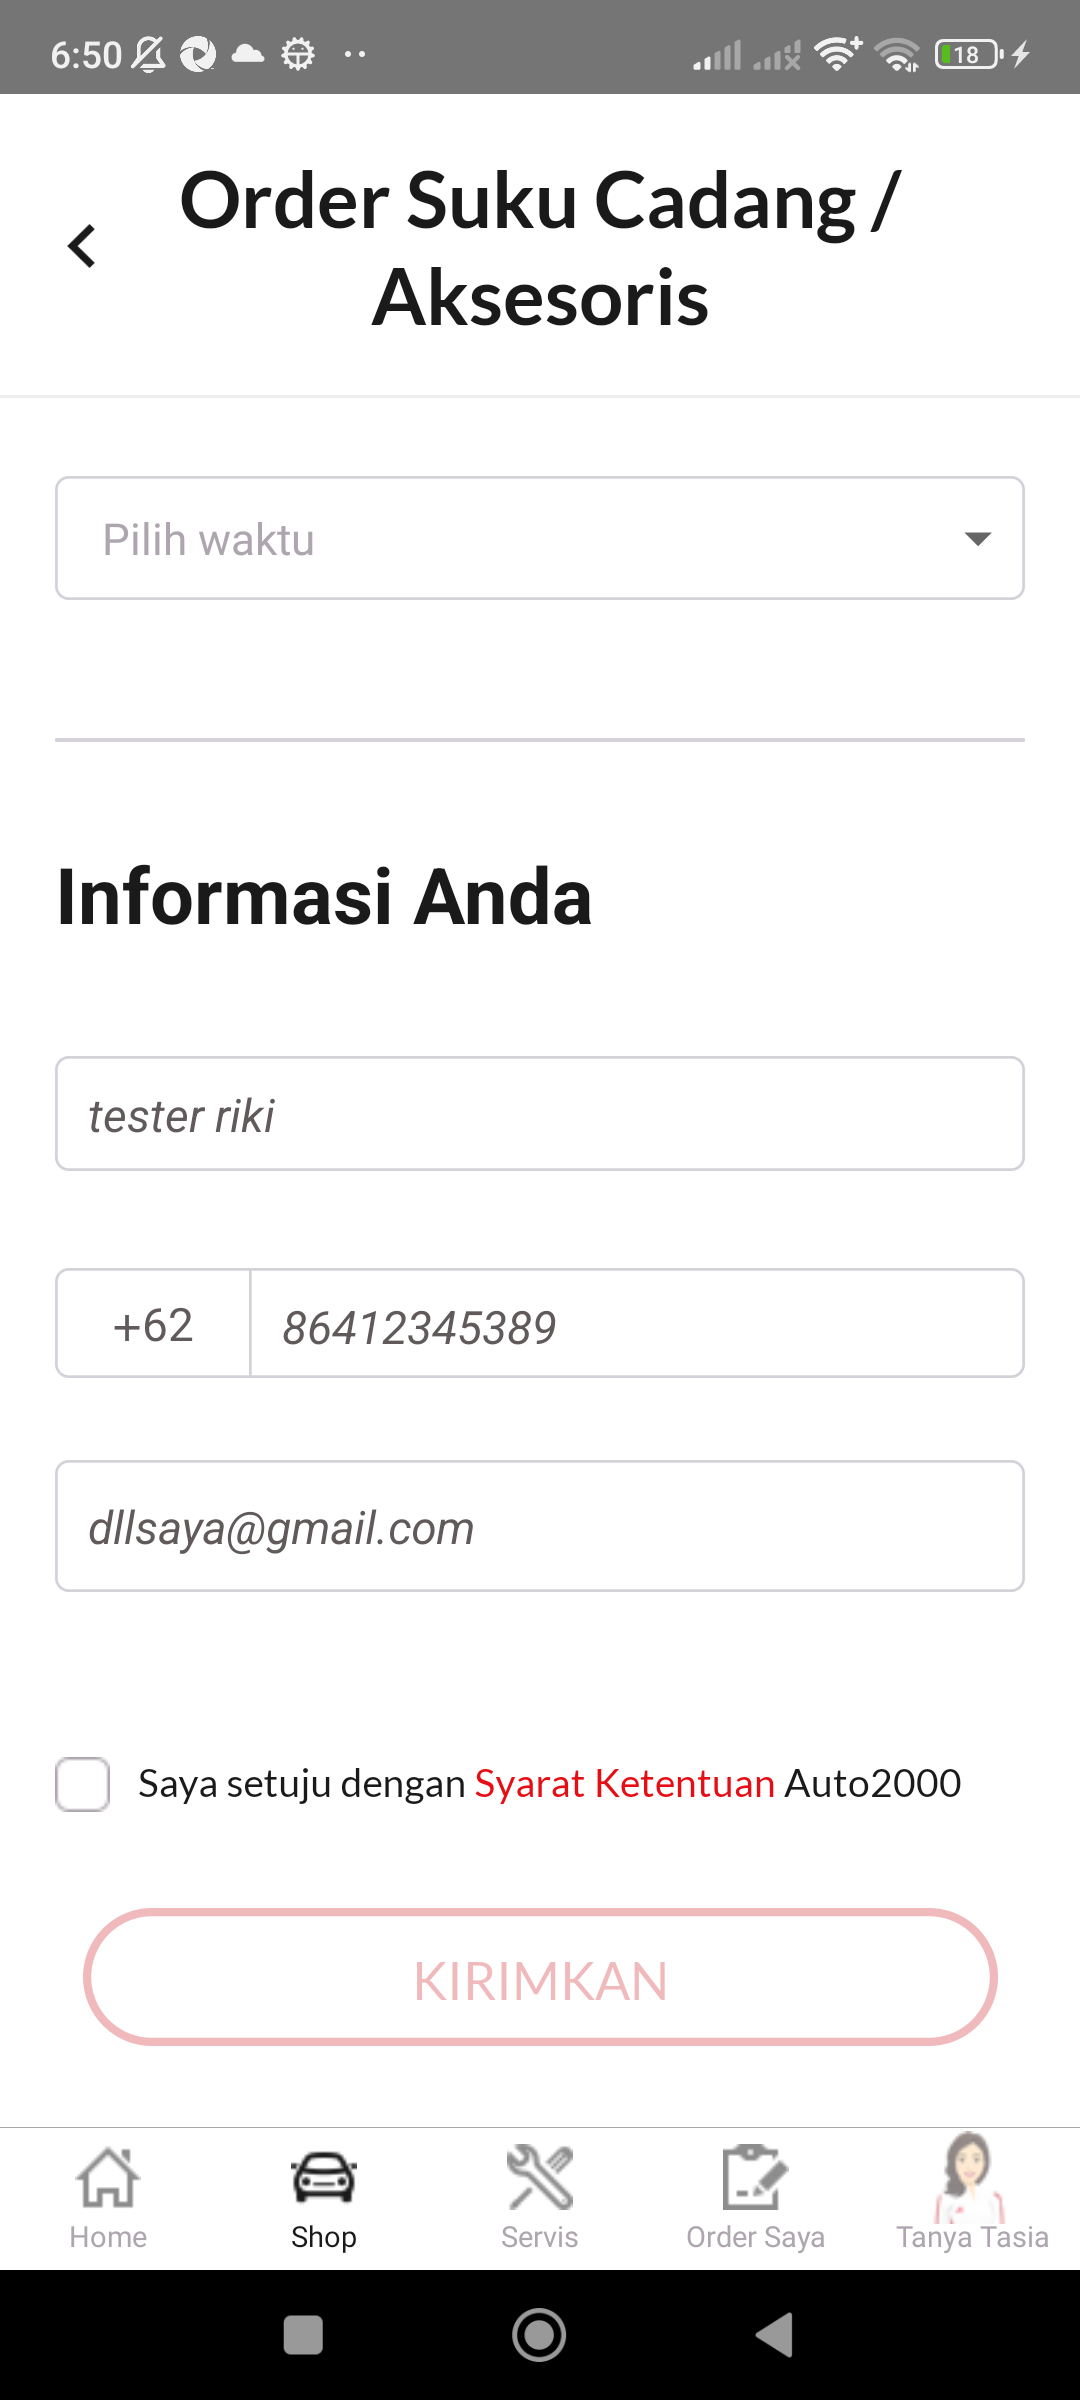 6:50
18
Order Suku Cadang /
Aksesoris
Pilih waktu
Informasi Anda
tester riki
+62 86412345389
dllsaya@gmail.com
Saya setuju dengan Syarat Ketentuan Auto2000
KIRIMKAN
Home Shop Servis Order Saya Tanya Tasia